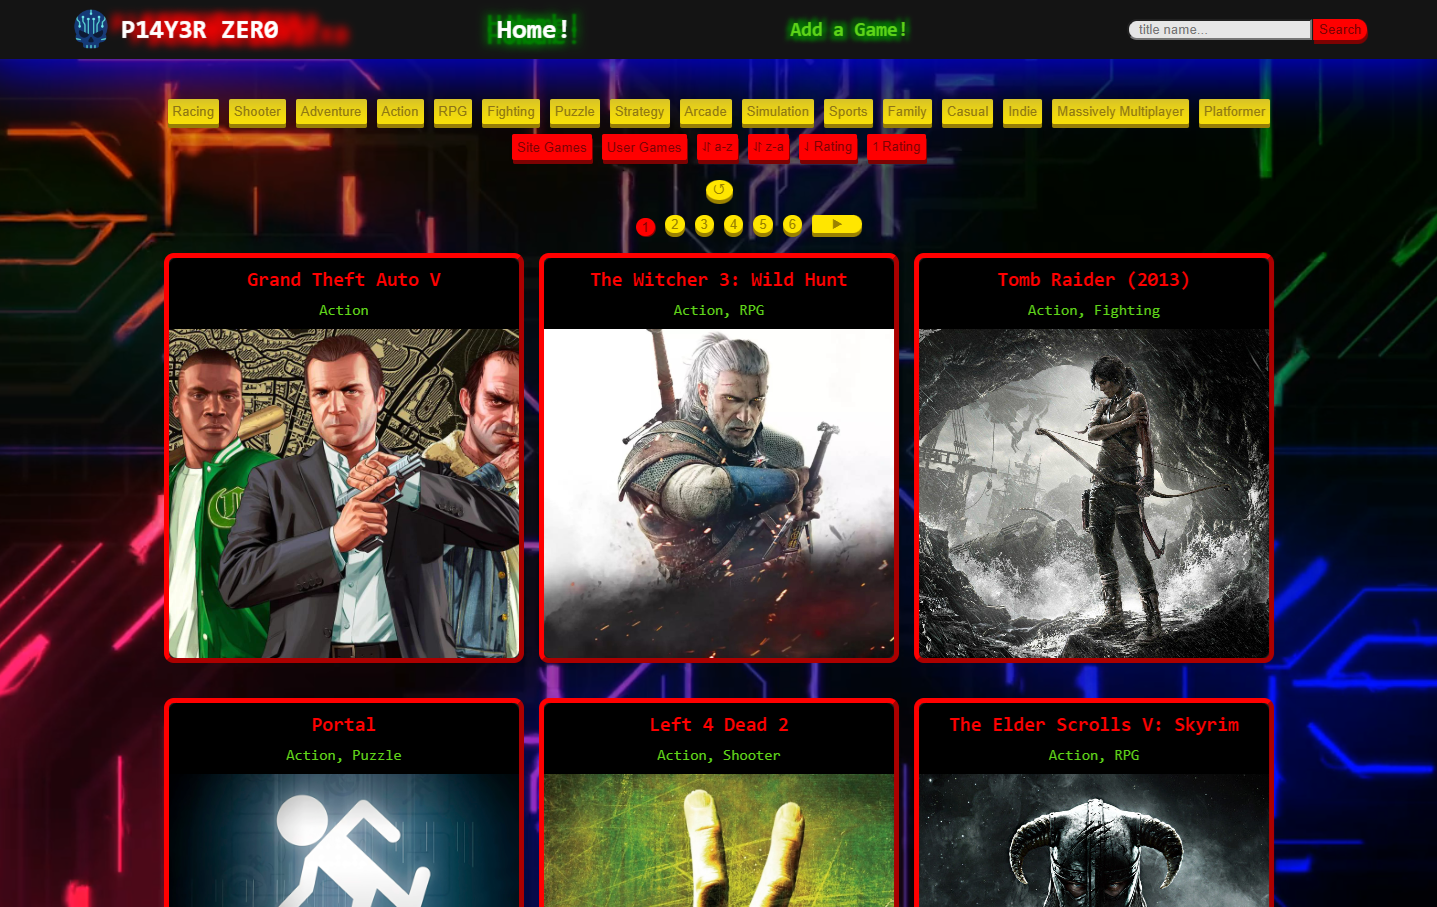 P14Y3R ZER0
Home!
Add a Game!
title name...
Search
Racing Shooter Adventure Action RPG Fighting Puzzle Strategy Arcade Simulation Sports Family Casual Indie Massively Multiplayer Platformer
Site Games User Games ⇵ a-z ⇵ z-a ↓ Rating ↑ Rating
↺
1 2 3 4 5 6 ►
Grand Theft Auto V
Action
The Witcher 3: Wild Hunt
Action, RPG
Tomb Raider (2013)
Action, Fighting
Portal
Action, Puzzle
Left 4 Dead 2
Action, Shooter
The Elder Scrolls V: Skyrim
Action, RPG